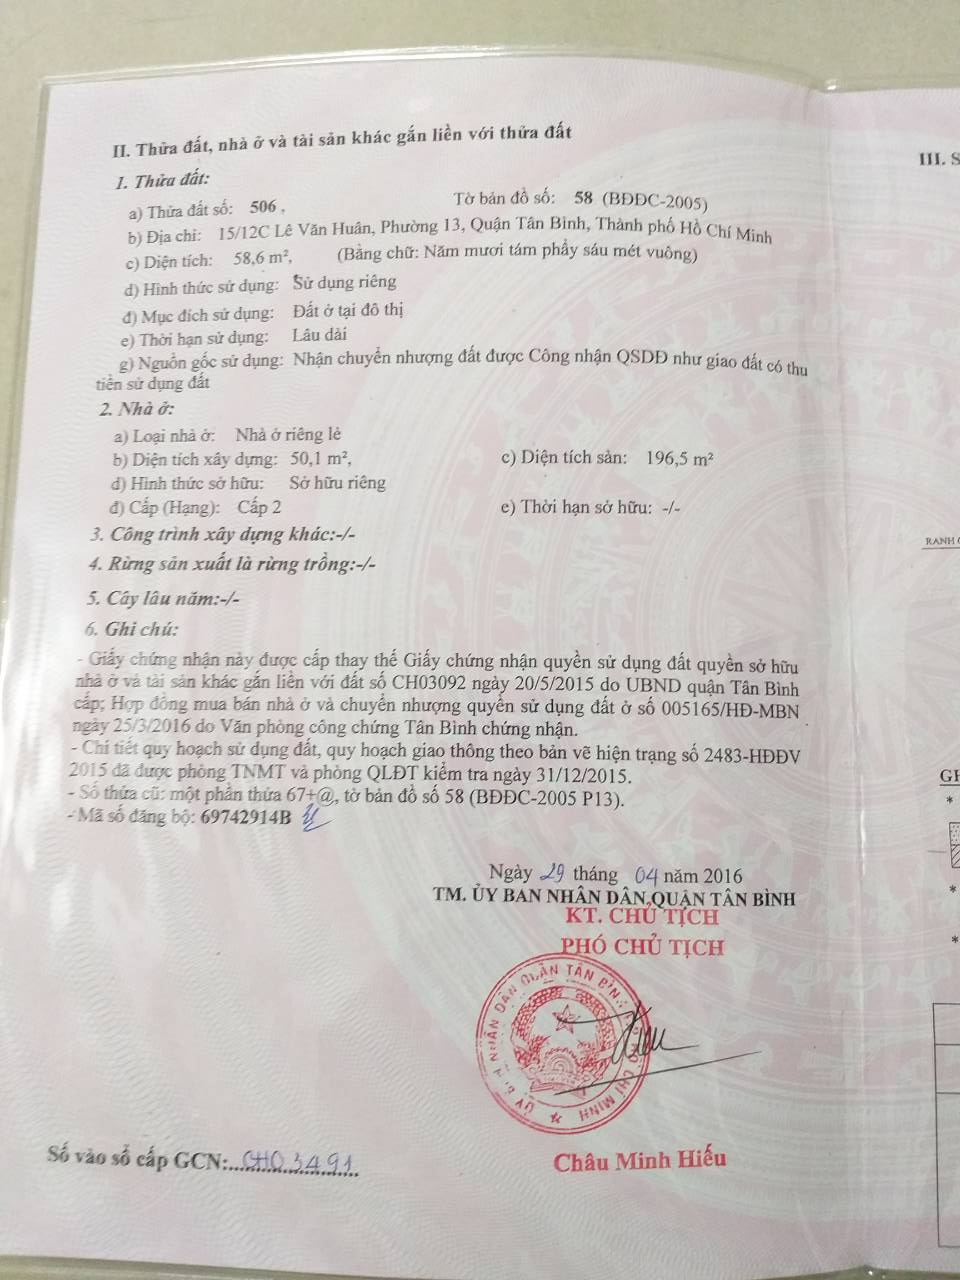 II. Thửa đất, nhà ở và tài sản khác gắn liền với thửa đất
1. Thửa đất:
a) Thửa đất số: 506 , Tờ bản đồ số: 58 (BĐĐC-2005)
b) Địa chỉ: 15/12C Lê Văn Huân, Phường 13, Quận Tân Bình, Thành phố Hồ Chí Minh
c) Diện tích: 58,6 m², (Bằng chữ: Năm mươi tám phẩy sáu mét vuông)
d) Hình thức sử dụng: Sử dụng riêng
đ) Mục đích sử dụng: Đất ở tại đô thị
e) Thời hạn sử dụng: Lâu dài
g) Nguồn gốc sử dụng: Nhận chuyển nhượng đất được Công nhận QSDĐ như giao đất có thu
tiền sử dụng đất
2. Nhà ở:
a) Loại nhà ở: Nhà ở riêng lẻ
b) Diện tích xây dựng: 50,1 m², c) Diện tích sàn: 196,5 m²
d) Hình thức sở hữu: Sở hữu riêng
đ) Cấp (Hạng): Cấp 2 e) Thời hạn sở hữu: -/-
3. Công trình xây dựng khác:-/-
4. Rừng sản xuất là rừng trồng:-/-
5. Cây lâu năm:-/-
6. Ghi chú:
- Giấy chứng nhận này được cấp thay thế Giấy chứng nhận quyền sử dụng đất quyền sở hữu
nhà ở và tài sản khác gắn liền với đất số CH03092 ngày 20/5/2015 do UBND quận Tân Bình
cấp; Hợp đồng mua bán nhà ở và chuyển nhượng quyền sử dụng đất ở số 005165/HĐ-MBN
ngày 25/3/2016 do Văn phòng công chứng Tân Bình chứng nhận.
- Chi tiết quy hoạch sử dụng đất, quy hoạch giao thông theo bản vẽ hiện trạng số 2483-HĐĐV
2015 đã được phòng TNMT và phòng QLĐT kiểm tra ngày 31/12/2015.
- Số thửa cũ: một phần thửa 67+@, tờ bản đồ số 58 (BĐĐC-2005 P13).
- Mã số đăng bộ: 69742914B
Ngày 29 tháng 04 năm 2016
TM. ỦY BAN NHÂN DÂN QUẬN TÂN BÌNH
KT. CHỦ TỊCH
PHÓ CHỦ TỊCH
ỦY BAN NHÂN DÂN QUẬN TÂN BÌNH
HỒ CHÍ MINH
Châu Minh Hiếu
Số vào sổ cấp GCN:...CH03491
III. S
RANH
GH
*
*
*